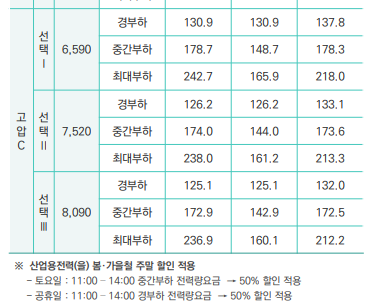 고압C 선택Ⅰ 6,590 경부하 130.9 130.9 137.8
중간부하 178.7 148.7 178.3
최대부하 242.7 165.9 218.0
선택Ⅱ 7,520 경부하 126.2 126.2 133.1
중간부하 174.0 144.0 173.6
최대부하 238.0 161.2 213.3
선택Ⅲ 8,090 경부하 125.1 125.1 132.0
중간부하 172.9 142.9 172.5
최대부하 236.9 160.1 212.2
※ 산업용전력(을) 봄·가을철 주말 할인 적용
- 토요일 : 11:00 - 14:00 중간부하 전력량요금 → 50% 할인 적용
- 공휴일 : 11:00 - 14:00 경부하 전력량요금 → 50% 할인 적용